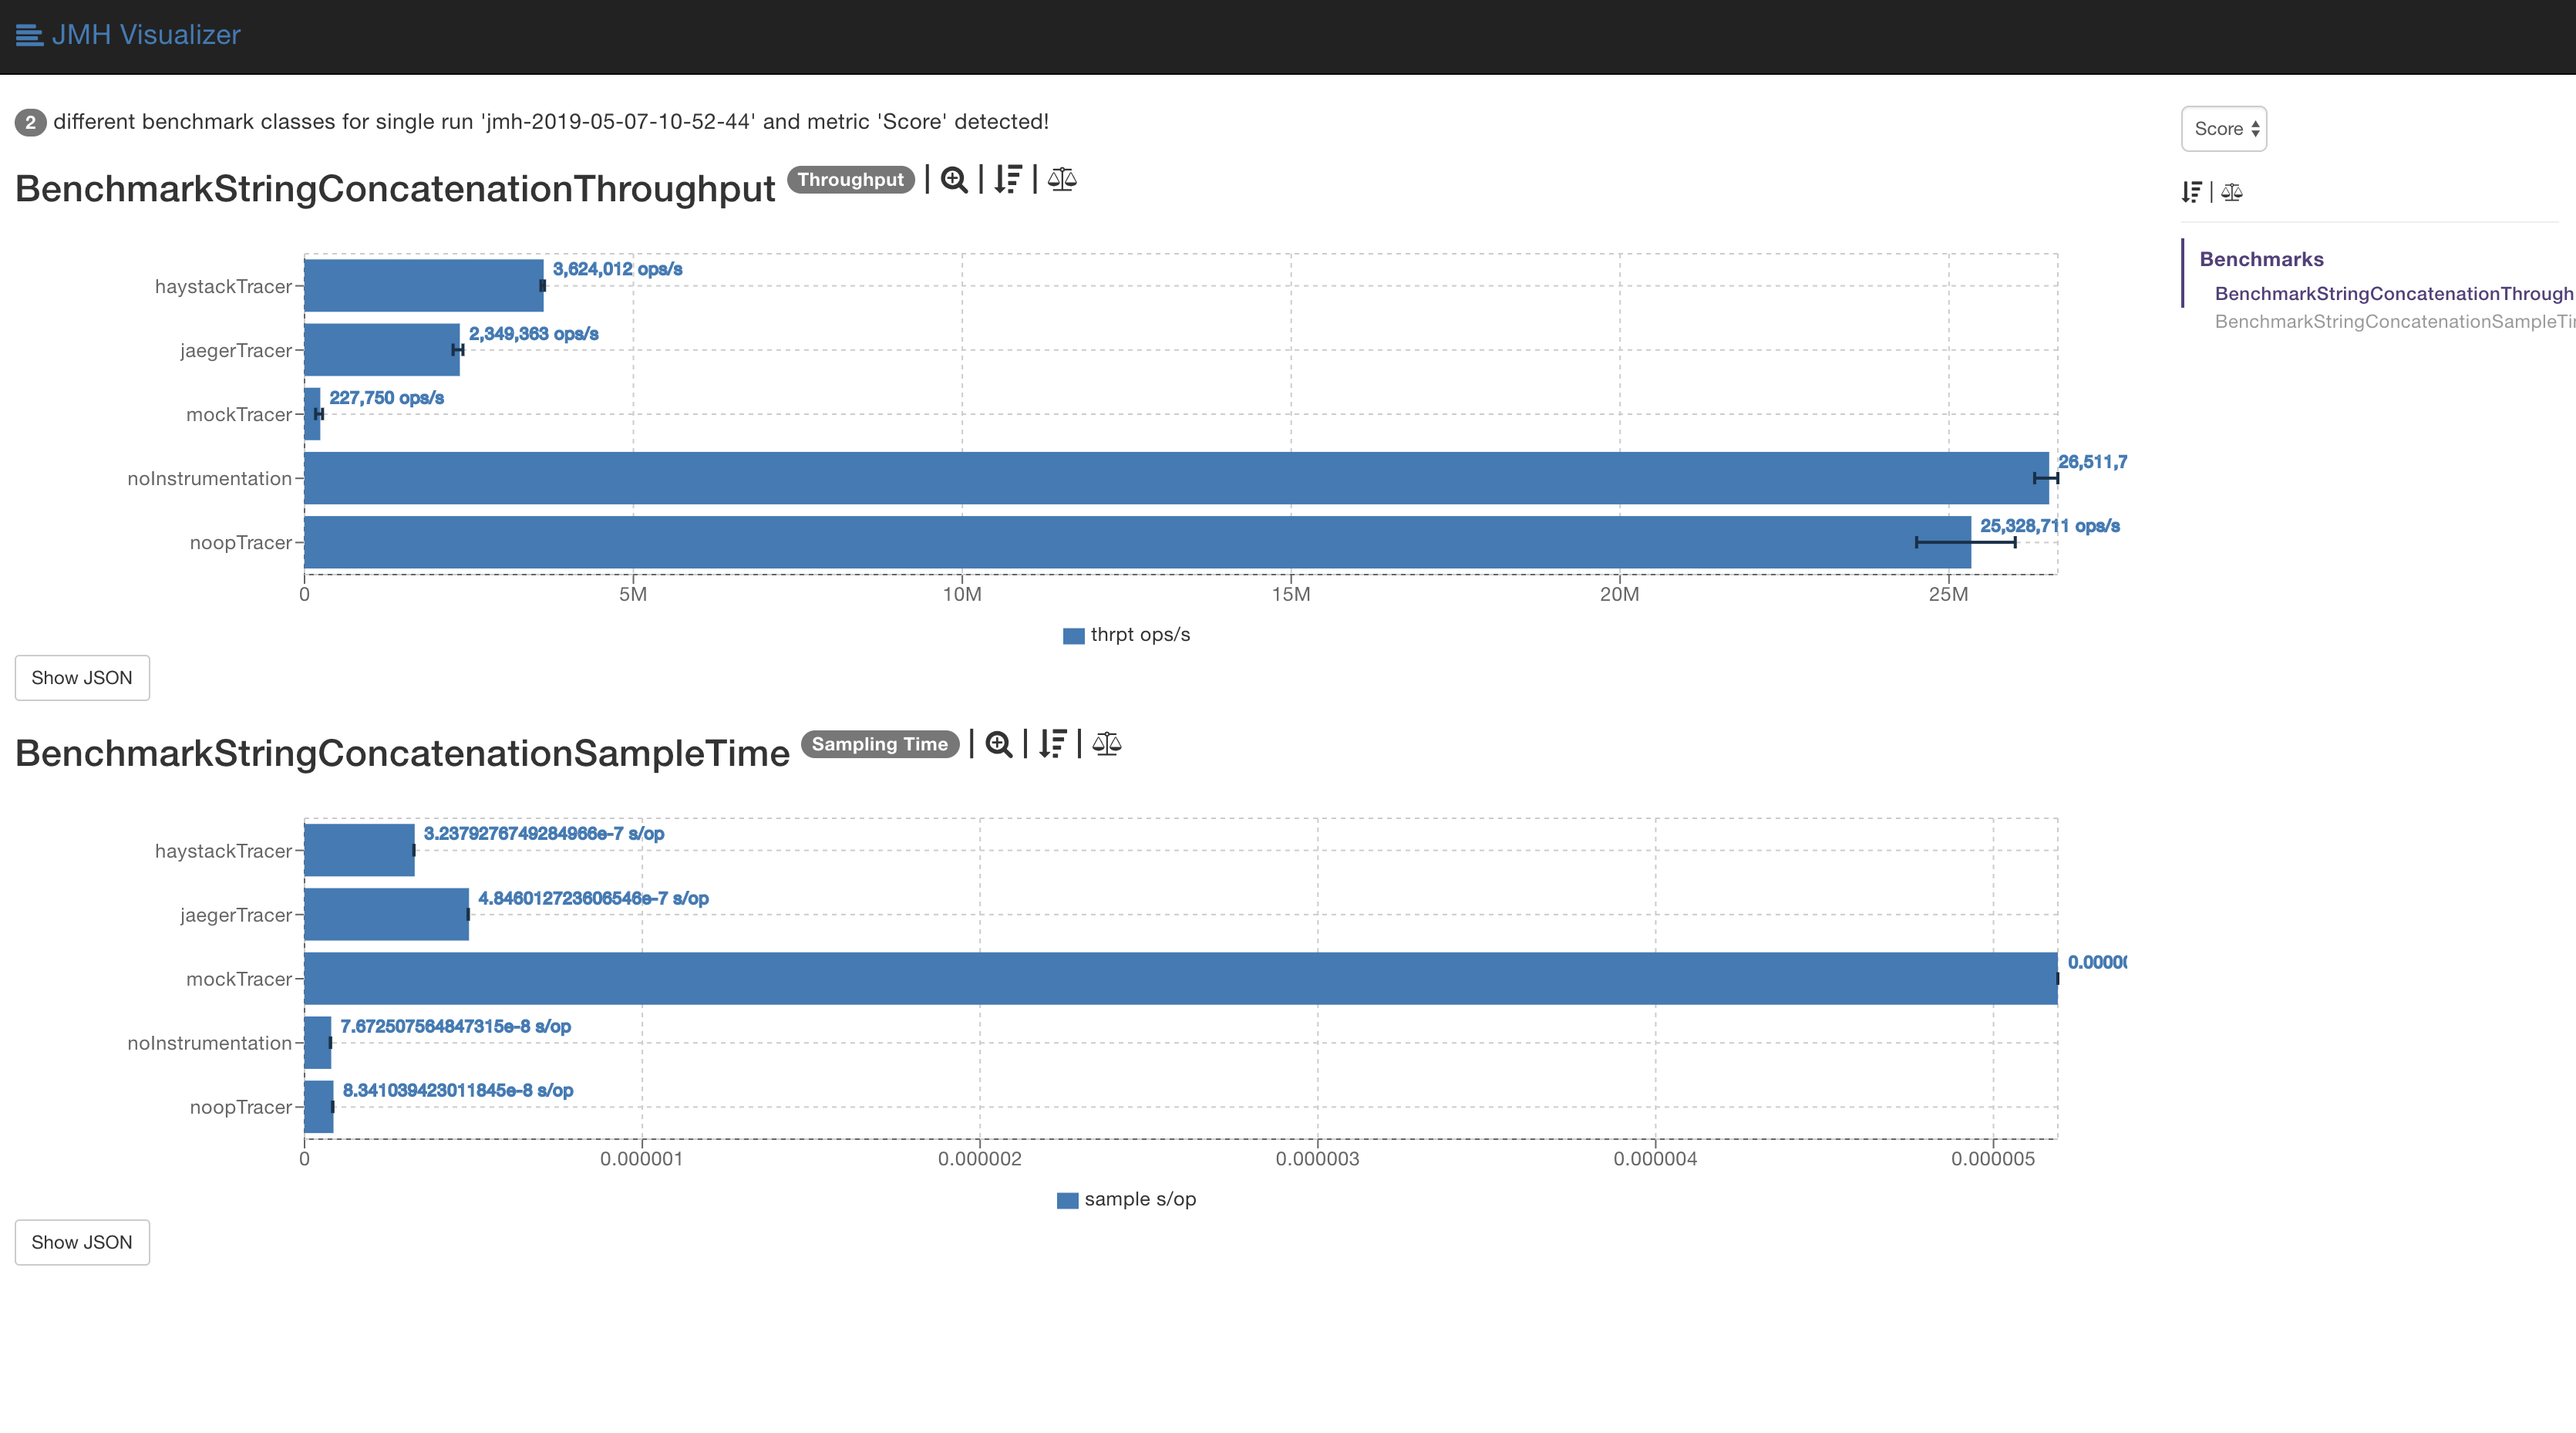 JMH Visualizer
2 different benchmark classes for single run 'jmh-2019-05-07-10-52-44' and metric 'Score' detected!
Score
BenchmarkStringConcatenationThroughput Throughput
Benchmarks
BenchmarkStringConcatenationThrough
BenchmarkStringConcatenationSampleTi
haystackTracer 3,624,012 ops/s
jaegerTracer 2,349,363 ops/s
mockTracer 227,750 ops/s
noInstrumentation 26,511,7
noopTracer 25,328,711 ops/s
0 5M 10M 15M 20M 25M
thrpt ops/s
Show JSON
BenchmarkStringConcatenationSampleTime Sampling Time
haystackTracer 3.2379276749284966e-7 s/op
jaegerTracer 4.846012723606546e-7 s/op
mockTracer 0.0000
noInstrumentation 7.672507564847315e-8 s/op
noopTracer 8.341039423011845e-8 s/op
0 0.000001 0.000002 0.000003 0.000004 0.000005
sample s/op
Show JSON